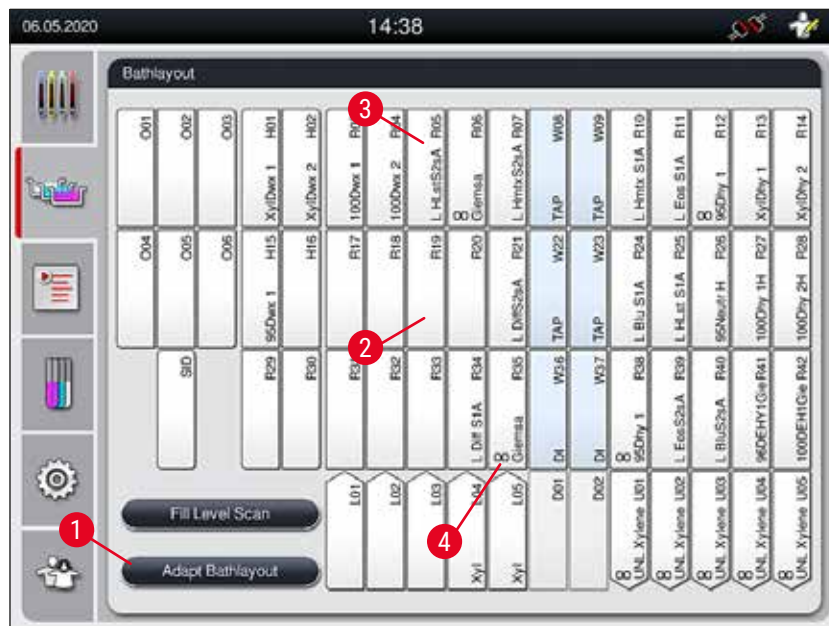 06.05.2020
14:38
Bathlayout
O01
O02
O03
H01
XylDwx 1
H02
XylDwx 2
100Dwx 1
R04
100Dwx 2
3
R05
L HLstS2sA
R06
∞
Giemsa
R07
L HmtxS2sA
W08
TAP
W09
TAP
R10
L Hmtx S1A
R11
L Eos S1A
R12
∞
95Dhy 1
R13
XylDhy 1
R14
XylDhy 2
O04
O05
O06
H15
95Dwx 1
H16
R17
R18
R19
R20
R21
L DiffS2sA
W22
TAP
W23
TAP
R24
L Blu S1A
R25
L HLst S1A
R26
95Neutr H
R27
100Dhy 1H
R28
100Dhy 2H
2
SID
R29
R30
R32
R33
R34
L Diff S1A
R35
∞
Giemsa
W36
DI
W37
DI
R38
∞
95Dhy 1
R39
L EosS2sA
R40
L BluS2sA
R41
96DEHY1Gie
R42
100DEH1Gie
L01
L02
L03
L04
Xyl
L05
Xyl
D01
D02
U01
∞
UNL Xylene
U02
∞
UNL Xylene
U03
∞
UNL Xylene
U04
∞
UNL Xylene
U05
∞
UNL Xylene
Fill Level Scan
1
4
Adapt Bathlayout